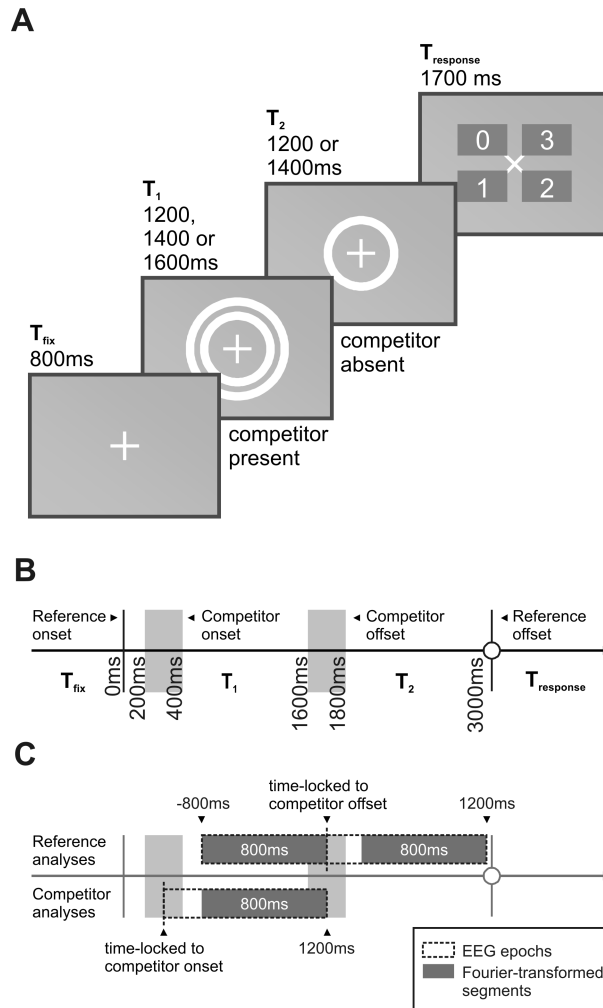 A
T response
1700 ms
0 3
1 2
T2
1200 or
1400ms
T1
1200,
1400 or
1600ms
competitor
absent
Tfix
800ms
competitor
present
B
Reference
onset
Competitor
onset
Competitor
offset
Reference
offset
Tfix
0ms
200ms
400ms
T1
1600ms
1800ms
T2
3000ms
Tresponse
C
time-locked to
competitor offset
-800ms
1200ms
Reference
analyses
800ms
800ms
Competitor
analyses
800ms
time-locked to
competitor onset
1200ms
EEG epochs
Fourier-transformed
segments